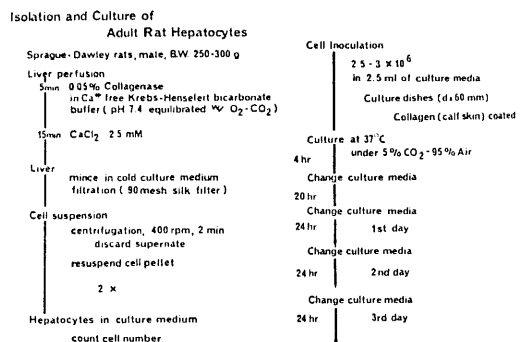 Isolation and Culture of
Adult Rat Hepatocytes
Sprague-Dawley rats, male, B.W. 250-300 g
Liver perfusion
5min 0.05% Collagenase
in Ca⁺⁺ free Krebs-Henseleit bicarbonate
buffer ( pH 7.4 equilibrated W O₂-CO₂)
15min CaCl₂ 2.5 mM
Liver
mince in cold culture medium
filtration ( 90 mesh silk filter )
Cell suspension
centrifugation, 400 rpm, 2 min
discard supernate
resuspend cell pellet
2 x
Hepatocytes in culture medium
count cell number
Cell Inoculation
2.5 - 3 × 10⁶
in 2.5 ml of culture media
Culture dishes (d: 60 mm)
Collagen (calf skin) coated
Culture at 37°C
4 hr under 5% CO₂ - 95% Air
Change culture media
20 hr
Change culture media
24 hr 1st day
Change culture media
24 hr 2nd day
Change culture media
24 hr 3rd day